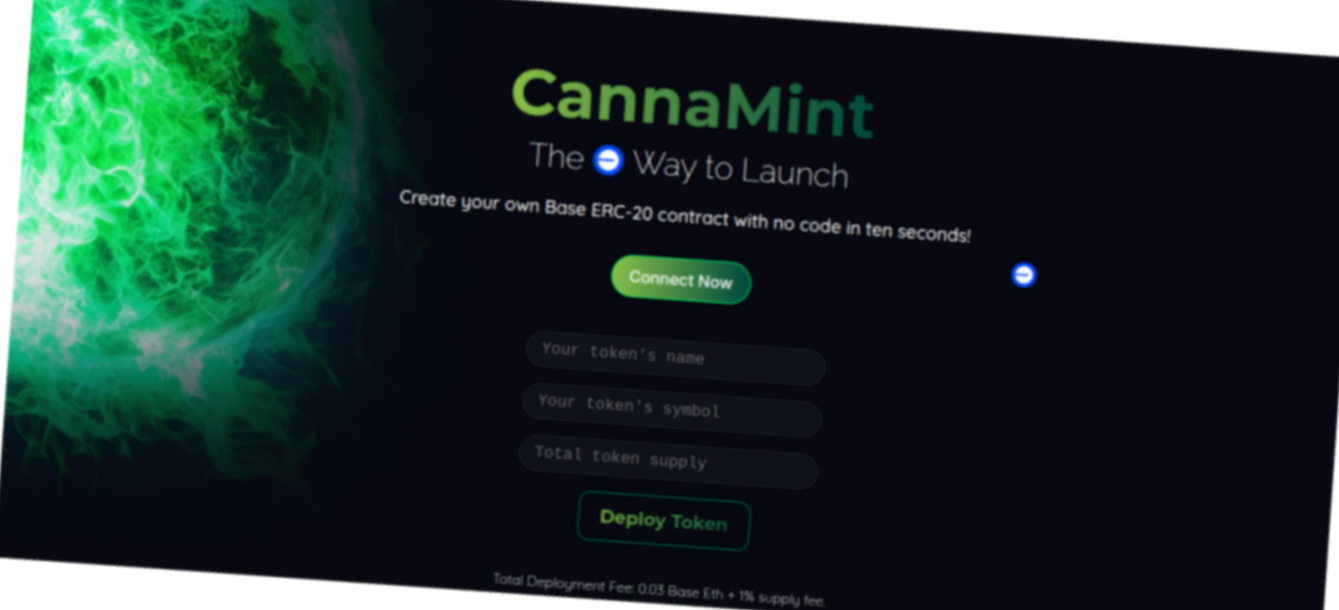 CannaMint
The Way to Launch
Create your own Base ERC-20 contract with no code in ten seconds!
Connect Now
Your token's name
Your token's symbol
Total token supply
Deploy Token
Total Deployment Fee: 0.03 Base Eth + 1% supply fee.